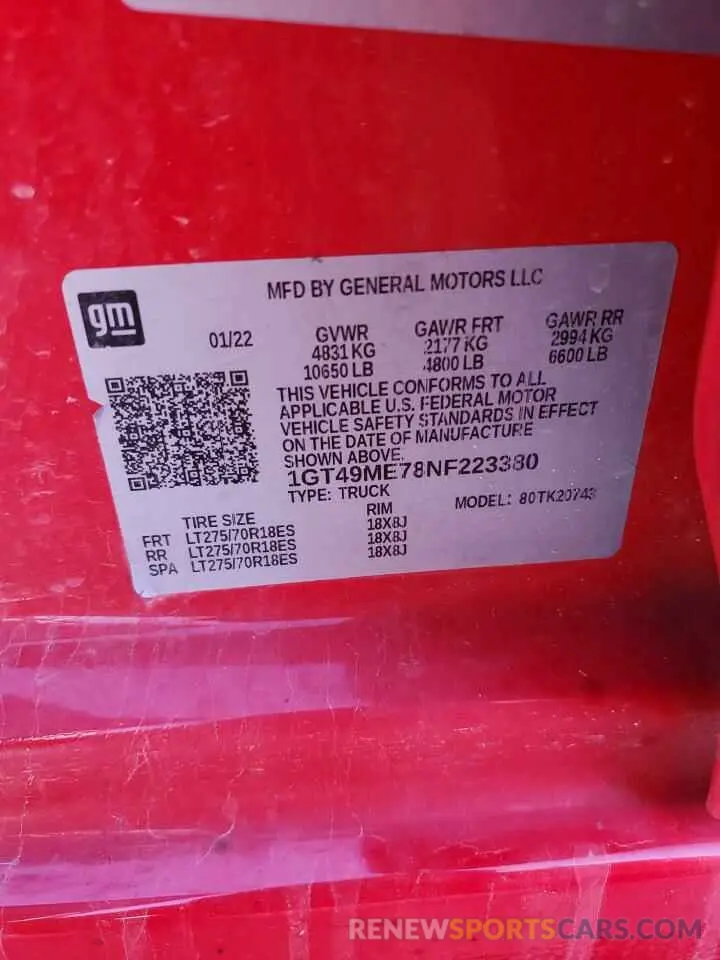 MFD BY GENERAL MOTORS LLC
gm
01/22
GVWR GAWR FRT GAWR RR
4831 KG 2177 KG 2994 KG
10650 LB 4800 LB 6600 LB
THIS VEHICLE CONFORMS TO ALL
APPLICABLE U.S. FEDERAL MOTOR
VEHICLE SAFETY STANDARDS IN EFFECT
ON THE DATE OF MANUFACTURE
SHOWN ABOVE.
1GT49ME78NF223380
TYPE: TRUCK MODEL: 80TK20743
TIRE SIZE RIM
FRT LT275/70R18ES 18X8J
RR LT275/70R18ES 18X8J
SPA LT275/70R18ES 18X8J
RENEWSPORTSCARS.COM